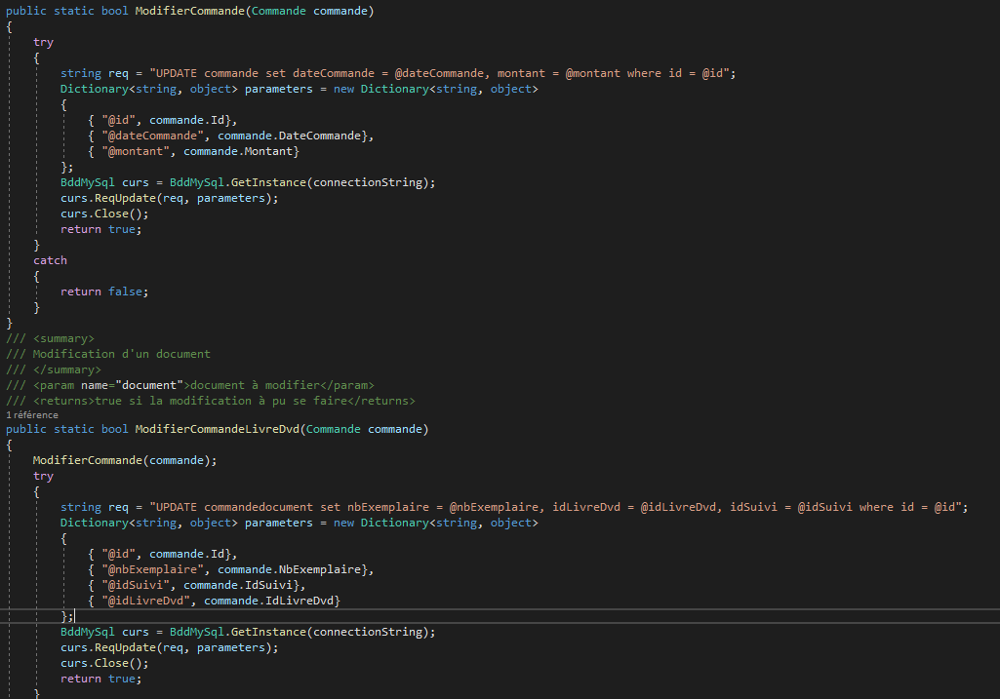 public static bool ModifierCommande(Commande commande)
{
try
{
string req = "UPDATE commande set dateCommande = @dateCommande, montant = @montant where id = @id";
Dictionary<string, object> parameters = new Dictionary<string, object>
{
{ "@id", commande.Id},
{ "@dateCommande", commande.DateCommande},
{ "@montant", commande.Montant}
};
BddMySql curs = BddMySql.GetInstance(connectionString);
curs.ReqUpdate(req, parameters);
curs.Close();
return true;
}
catch
{
return false;
}
}
/// <summary>
/// Modification d'un document
/// </summary>
/// <param name="document">document à modifier</param>
/// <returns>true si la modification à pu se faire</returns>
1 référence
public static bool ModifierCommandeLivreDvd(Commande commande)
{
ModifierCommande(commande);
try
{
string req = "UPDATE commandedocument set nbExemplaire = @nbExemplaire, idLivreDvd = @idLivreDvd, idSuivi = @idSuivi where id = @id";
Dictionary<string, object> parameters = new Dictionary<string, object>
{
{ "@id", commande.Id},
{ "@nbExemplaire", commande.NbExemplaire},
{ "@idSuivi", commande.IdSuivi},
{ "@idLivreDvd", commande.IdLivreDvd}
};
BddMySql curs = BddMySql.GetInstance(connectionString);
curs.ReqUpdate(req, parameters);
curs.Close();
return true;
}